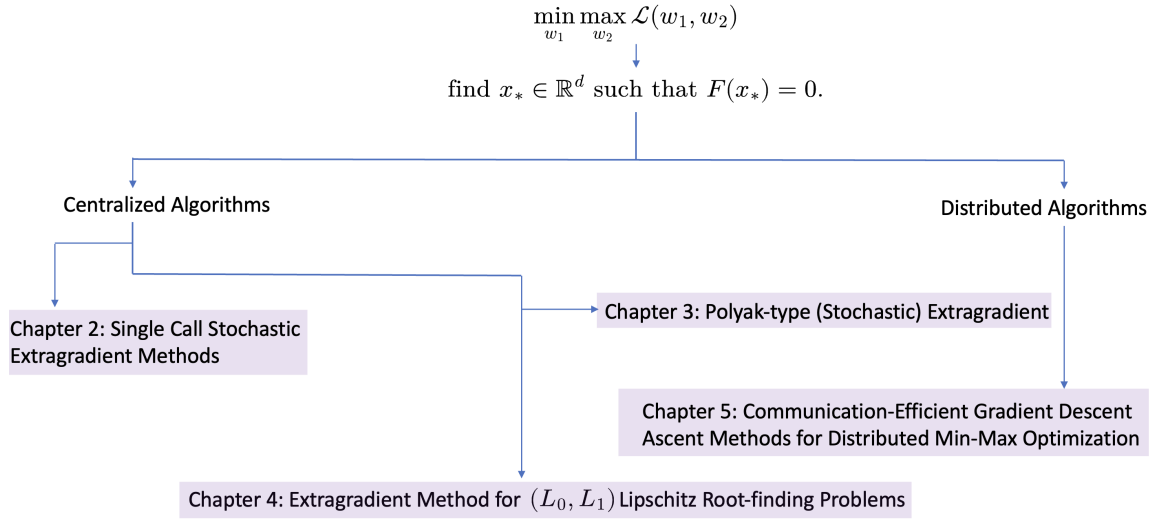 min max ℒ(w₁, w₂)
w₁ w₂
find x∗ ∈ ℝᵈ such that F(x∗) = 0.
Centralized Algorithms
Distributed Algorithms
Chapter 2: Single Call Stochastic
Extragradient Methods
Chapter 3: Polyak-type (Stochastic) Extragradient
Chapter 5: Communication-Efficient Gradient Descent
Ascent Methods for Distributed Min-Max Optimization
Chapter 4: Extragradient Method for (L₀, L₁) Lipschitz Root-finding Problems